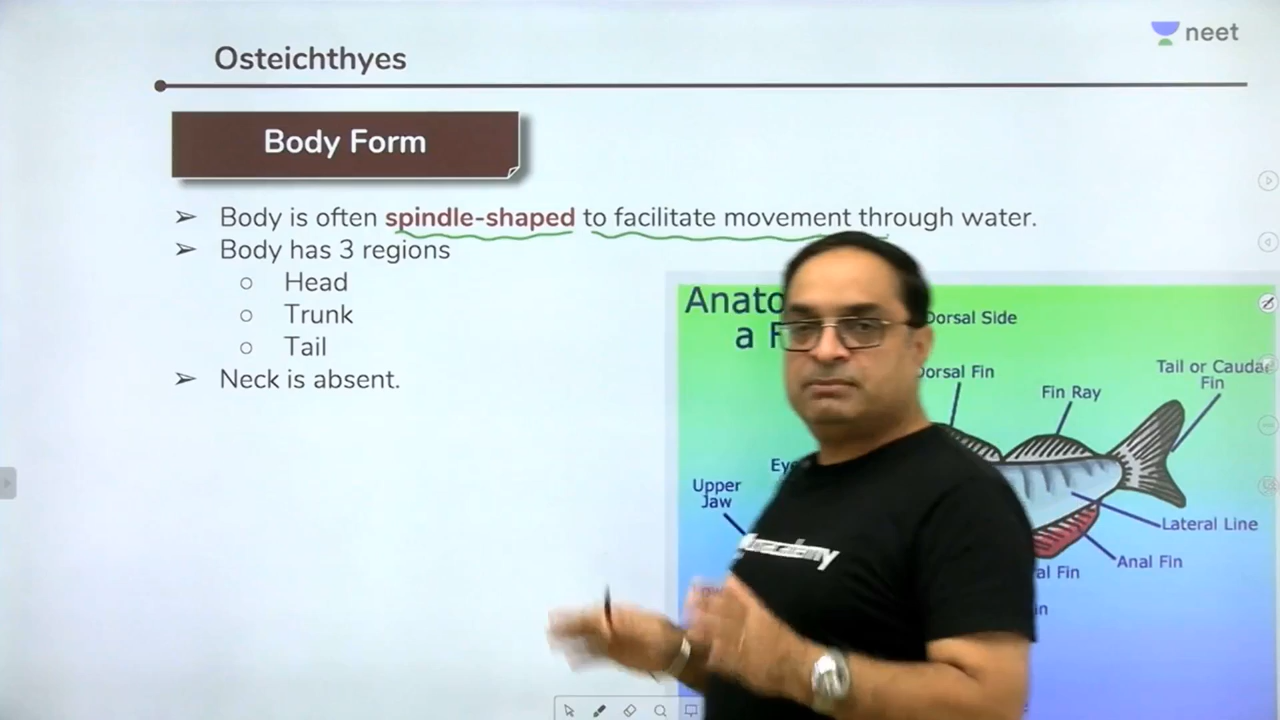 neet
Osteichthyes
Body Form
➢ Body is often spindle-shaped to facilitate movement through water.
➢ Body has 3 regions
○ Head
○ Trunk
○ Tail
➢ Neck is absent.
Dorsal Side
Dorsal Fin
Tail or Caudal
Fin
Fin Ray
Upper
Jaw
Lateral Line
Anal Fin